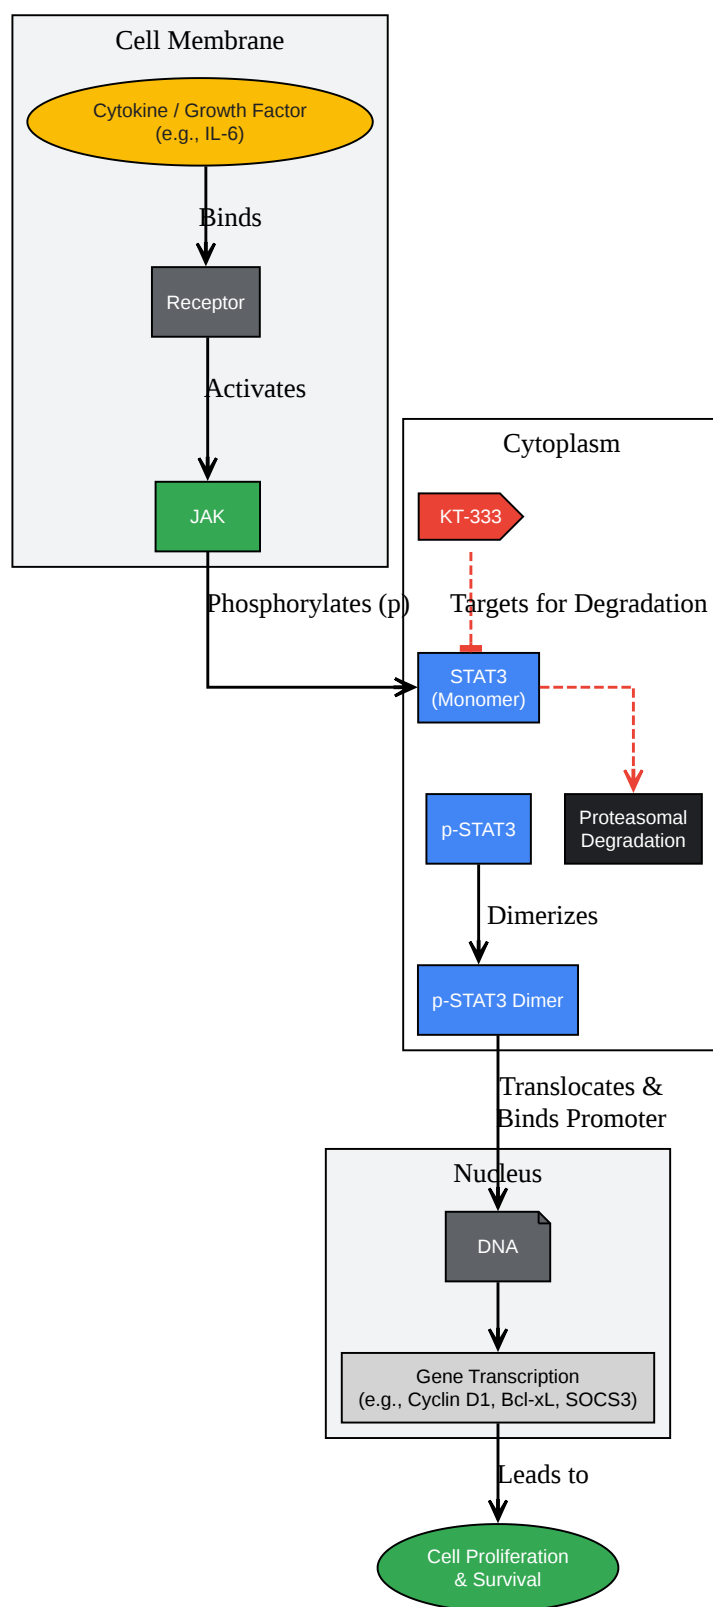 Cell Membrane
Cytokine / Growth Factor
(e.g., IL-6)
Binds
Receptor
Activates
JAK
Phosphorylates (p)
Cytoplasm
KT-333
Targets for Degradation
STAT3
(Monomer)
p-STAT3
Proteasomal
Degradation
Dimerizes
p-STAT3 Dimer
Translocates &
Binds Promoter
Nucleus
DNA
Gene Transcription
(e.g., Cyclin D1, Bcl-xL, SOCS3)
Leads to
Cell Proliferation
& Survival